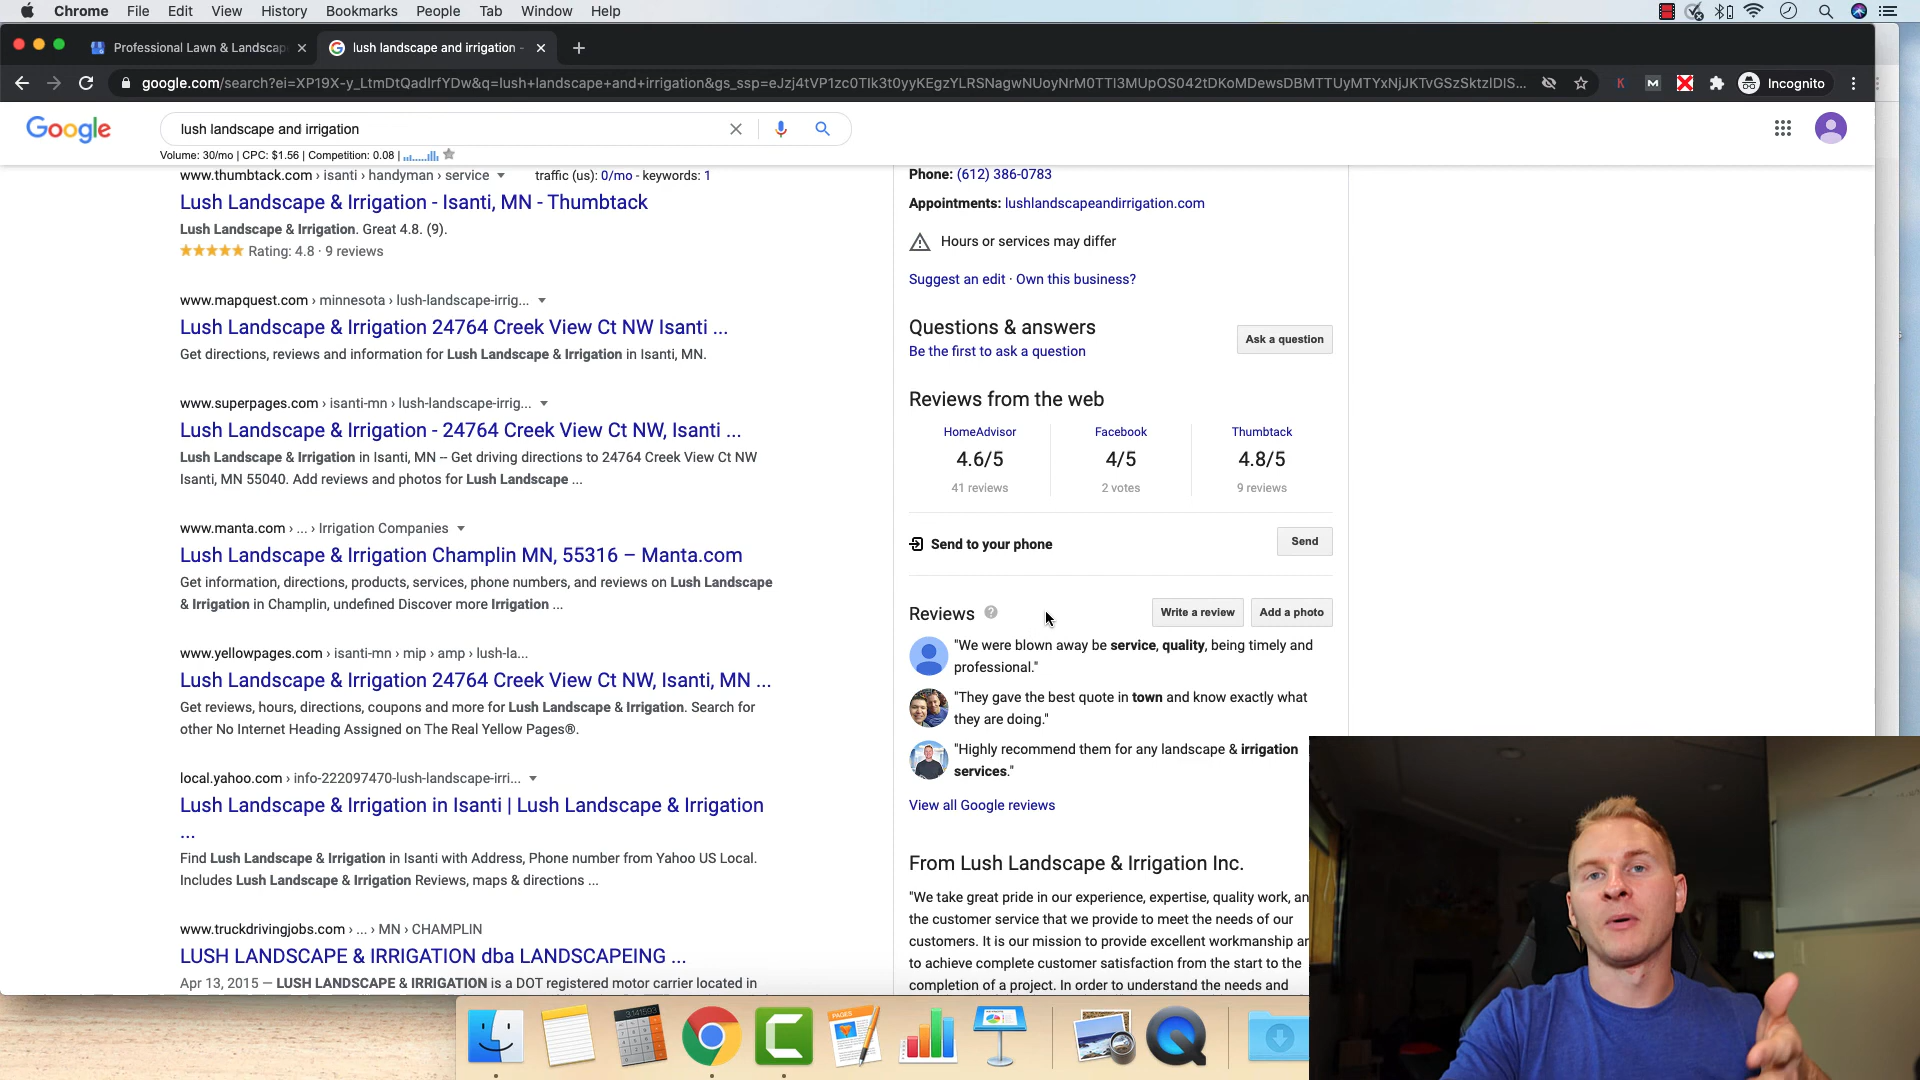 Chrome File Edit View History Bookmarks People Tab Window Help
Professional Lawn & Landscap
lush landscape and irrigation -
google.com/search?ei=XP19X-y_LtmDtQadlrfYDw&q=lush+landscape+and+irrigation&gs_ssp=eJzj4tVP1zc0TIk3t0yyKEgzYLRSNagwNUoyNrM0TTI3MUpOS042tDKoMDewsDBMTTUyMTYxNjJKTvGSzSktzlDIS...
Incognito
Google
lush landscape and irrigation
Volume: 30/mo | CPC: $1.56 | Competition: 0.08 |
www.thumbtack.com › isanti › handyman › service
traffic (us): 0/mo - keywords: 1
Lush Landscape & Irrigation - Isanti, MN - Thumbtack
Lush Landscape & Irrigation. Great 4.8. (9).
Rating: 4.8 · 9 reviews
www.mapquest.com › minnesota › lush-landscape-irrig...
Lush Landscape & Irrigation 24764 Creek View Ct NW Isanti ...
Get directions, reviews and information for Lush Landscape & Irrigation in Isanti, MN.
www.superpages.com › isanti-mn › lush-landscape-irrig...
Lush Landscape & Irrigation - 24764 Creek View Ct NW, Isanti ...
Lush Landscape & Irrigation in Isanti, MN -- Get driving directions to 24764 Creek View Ct NW
Isanti, MN 55040. Add reviews and photos for Lush Landscape ...
www.manta.com › ... › Irrigation Companies
Lush Landscape & Irrigation Champlin MN, 55316 – Manta.com
Get information, directions, products, services, phone numbers, and reviews on Lush Landscape
& Irrigation in Champlin, undefined Discover more Irrigation ...
www.yellowpages.com › isanti-mn › mip › amp › lush-la...
Lush Landscape & Irrigation 24764 Creek View Ct NW, Isanti, MN ...
Get reviews, hours, directions, coupons and more for Lush Landscape & Irrigation. Search for
other No Internet Heading Assigned on The Real Yellow Pages®.
local.yahoo.com › info-222097470-lush-landscape-irri...
Lush Landscape & Irrigation in Isanti | Lush Landscape & Irrigation
...
Find Lush Landscape & Irrigation in Isanti with Address, Phone number from Yahoo US Local.
Includes Lush Landscape & Irrigation Reviews, maps & directions ...
www.truckdrivingjobs.com › ... › MN › CHAMPLIN
LUSH LANDSCAPE & IRRIGATION dba LANDSCAPEING ...
Apr 13, 2015 — LUSH LANDSCAPE & IRRIGATION is a DOT registered motor carrier located in
Phone: (612) 386-0783
Appointments: lushlandscapeandirrigation.com
Hours or services may differ
Suggest an edit · Own this business?
Questions & answers
Be the first to ask a question
Ask a question
Reviews from the web
HomeAdvisor Facebook Thumbtack
4.6/5 4/5 4.8/5
41 reviews 2 votes 9 reviews
Send to your phone
Send
Reviews
Write a review
Add a photo
"We were blown away be service, quality, being timely and
professional."
"They gave the best quote in town and know exactly what
they are doing."
"Highly recommend them for any landscape & irrigation
services."
View all Google reviews
From Lush Landscape & Irrigation Inc.
"We take great pride in our experience, expertise, quality work, an
the customer service that we provide to meet the needs of our
customers. It is our mission to provide excellent workmanship ar
to achieve complete customer satisfaction from the start to the
completion of a project. In order to understand the needs and
PAGES